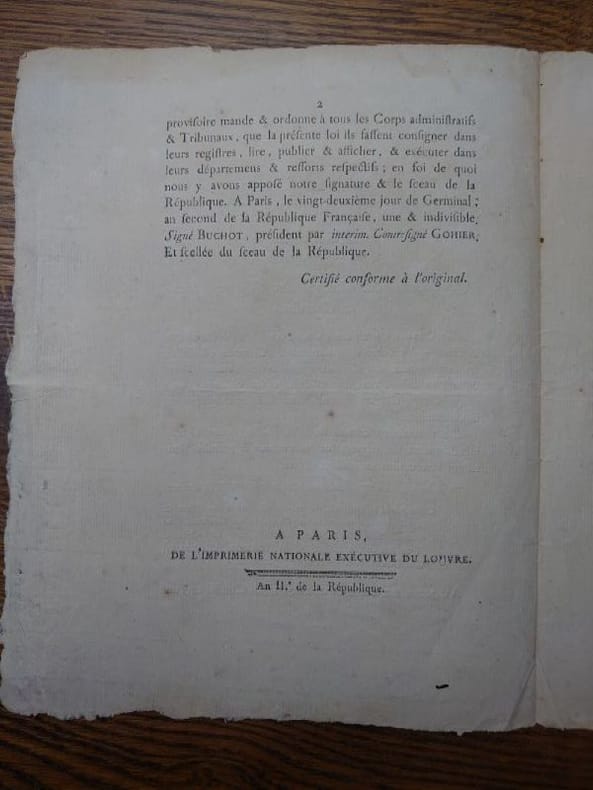 2
proviſoire mande & ordonne à tous les Corps adminiſtratifs
& Tribunaux, que la préſente loi ils faſſent conſigner dans
leurs regiſtres, lire, publier & afficher, & exécuter dans
leurs départemens & reſſorts reſpectifs; en foi de quoi
nous y avons appoſé notre ſignature & le ſceau de la
République. A Paris, le vingt-deuxième jour de Germinal;
an ſecond de la République Françaiſe, une & indiviſible.
Signé BUCHOT, préſident par interim. Contre-ſigné GOHIER.
Et ſcellée du ſceau de la République.
Certifié conforme à l'original.
A PARIS,
DE L'IMPRIMERIE NATIONALE EXÉCUTIVE DU LOUVRE.
An II.e de la République.